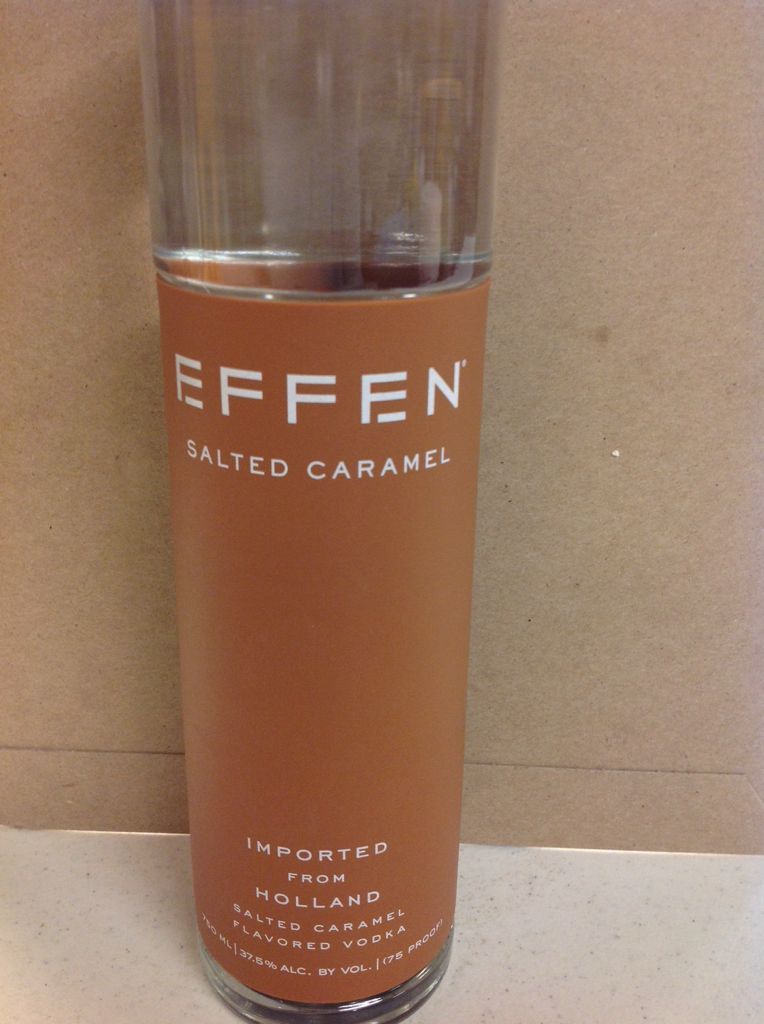 EFFEN®
SALTED CARAMEL
IMPORTED
FROM
HOLLAND
SALTED CARAMEL
FLAVORED VODKA
750 ML | 37.5% ALC. BY VOL. | (75 PROOF)